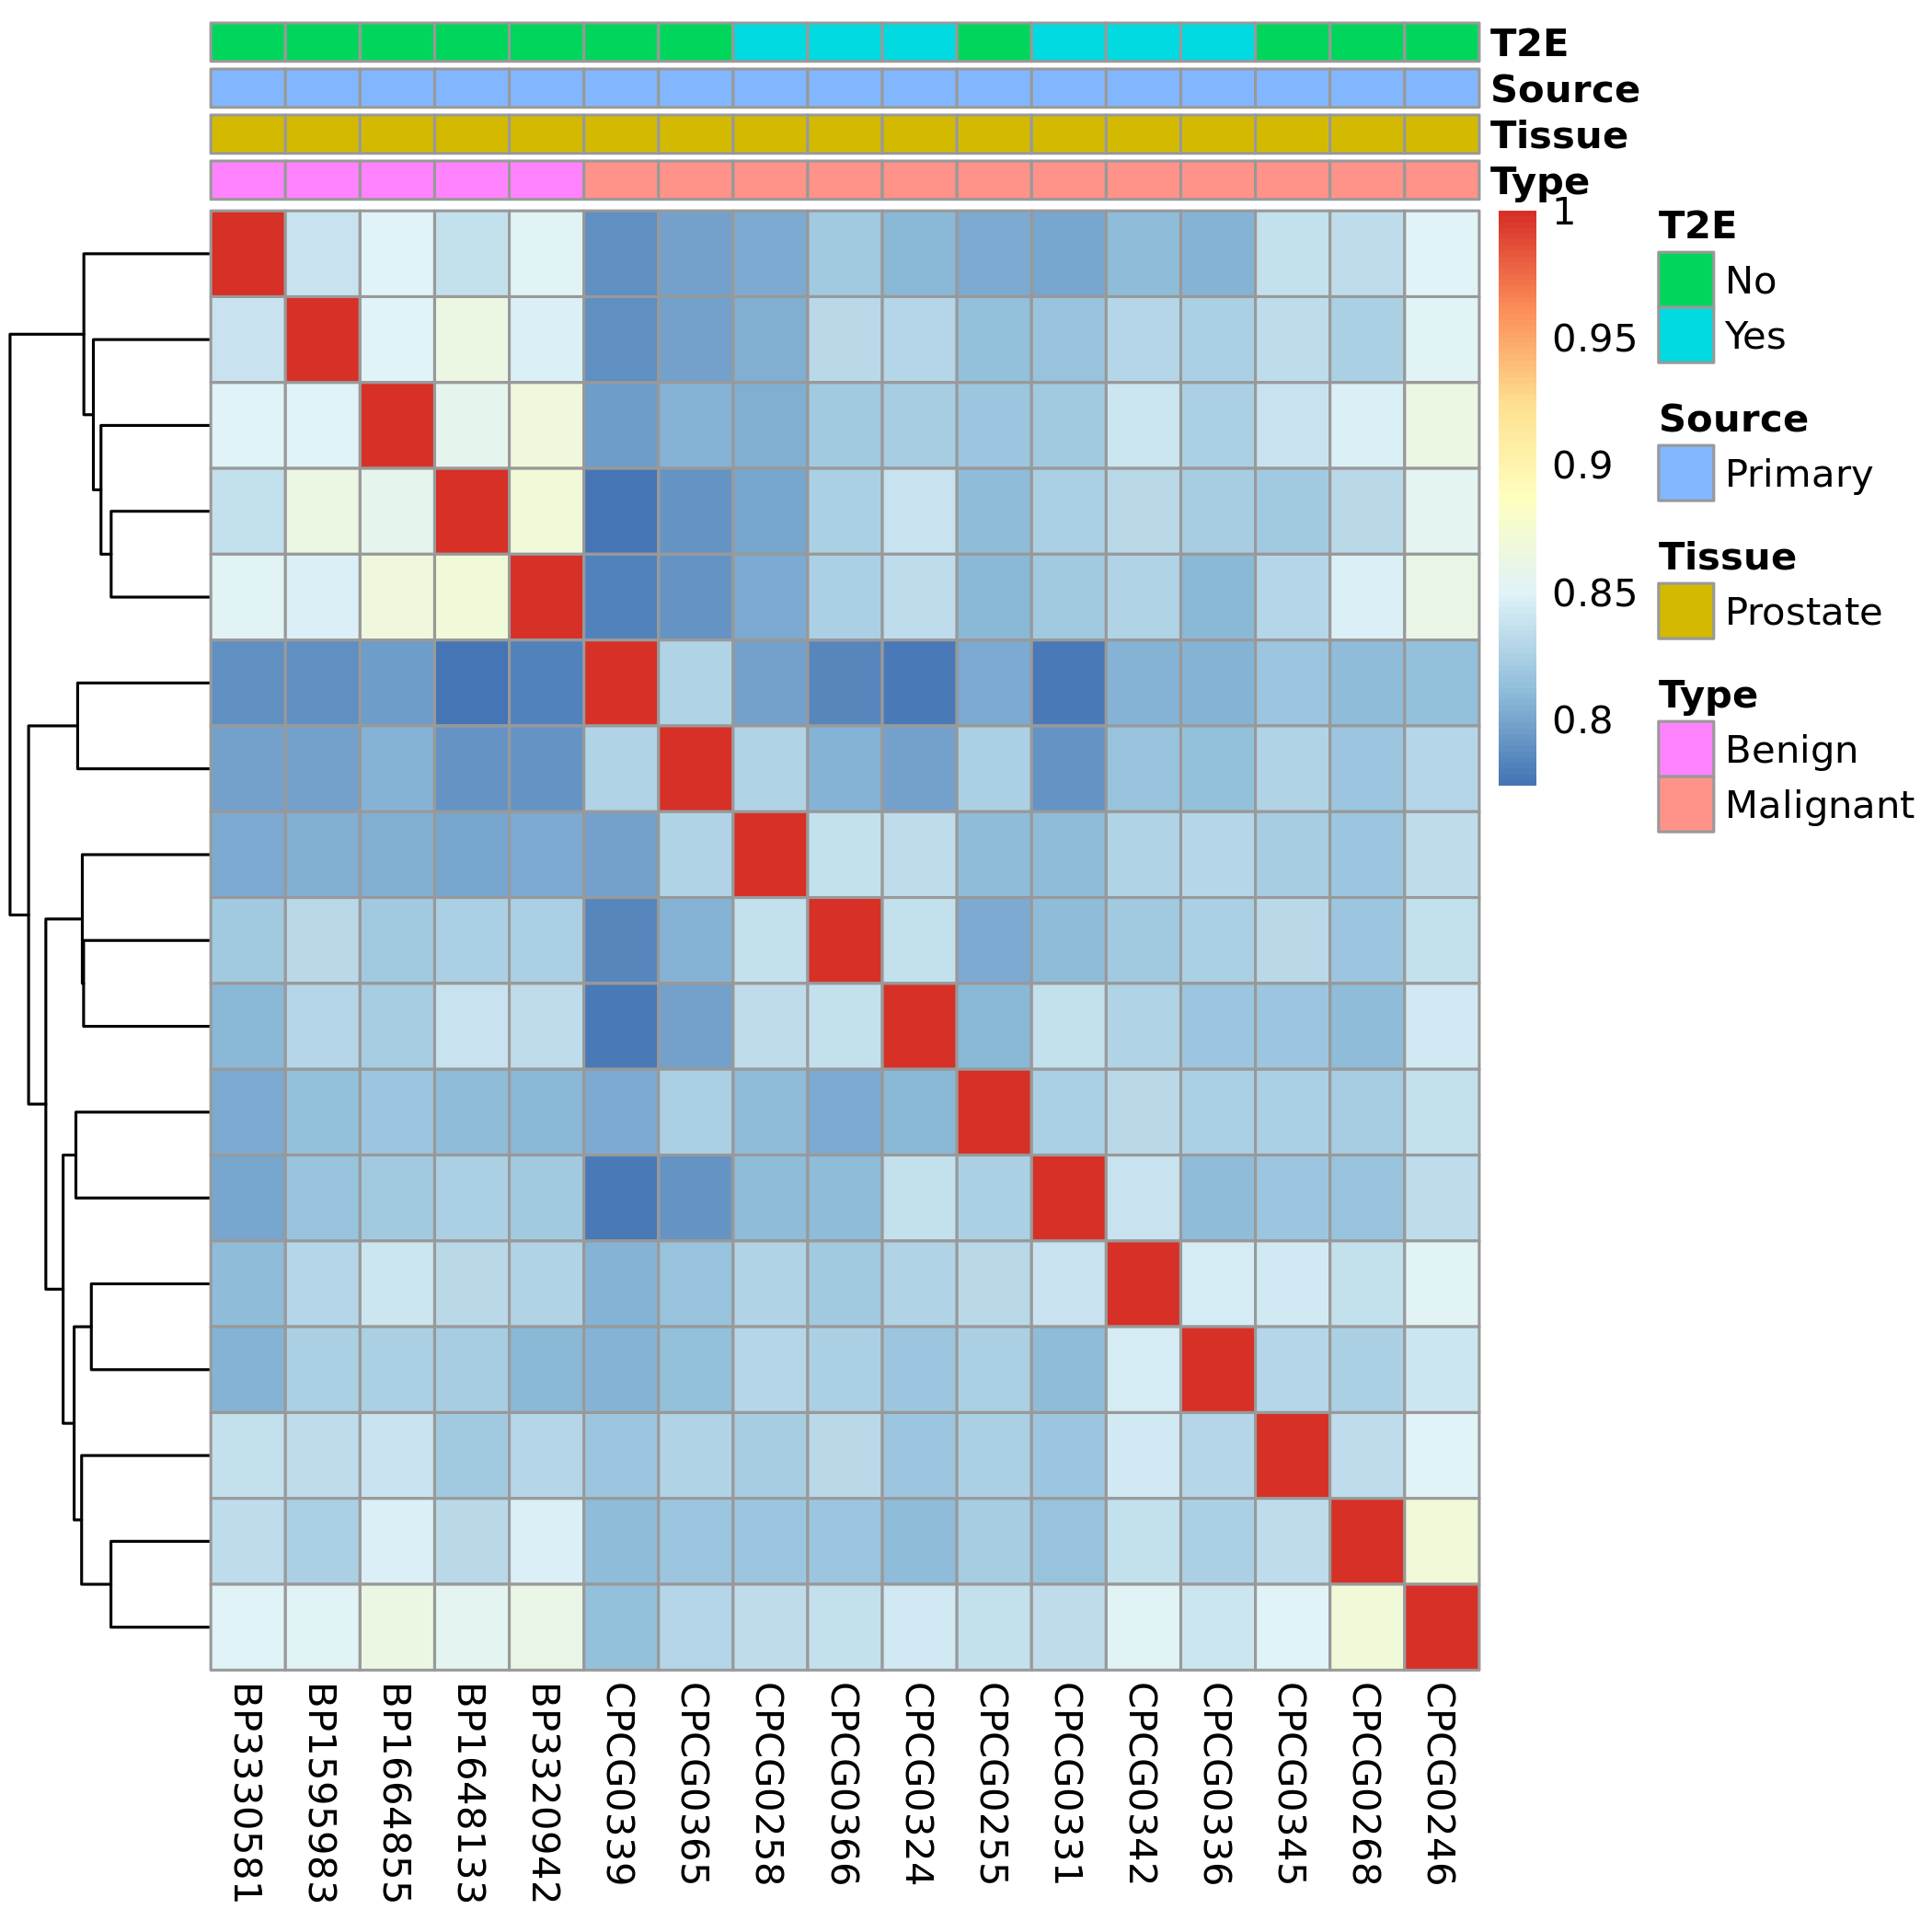 T2E
Source
Tissue
Type
1
0.95
0.9
0.85
0.8
T2E
No
Yes
Source
Primary
Tissue
Prostate
Type
Benign
Malignant
BP3330581
BP1595983
BP1664855
BP1648133
BP3320942
CPCG0339
CPCG0365
CPCG0258
CPCG0366
CPCG0324
CPCG0255
CPCG0331
CPCG0342
CPCG0336
CPCG0345
CPCG0268
CPCG0246